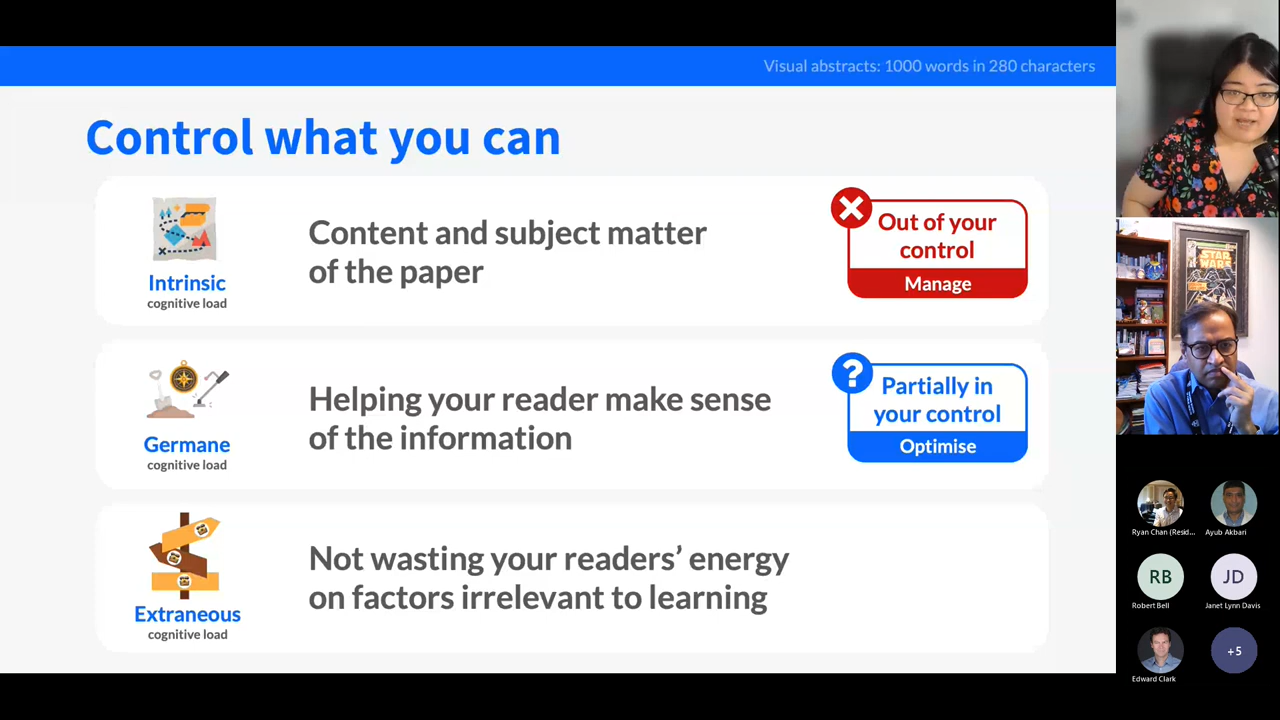 Visual abstracts: 1000 words in 280 characters
Control what you can
Intrinsic
cognitive load
Content and subject matter
of the paper
Out of your
control
Manage
Germane
cognitive load
Helping your reader make sense
of the information
?
Partially in
your control
Optimise
Extraneous
cognitive load
Not wasting your readers’ energy
on factors irrelevant to learning
STAR
WARS
Ryan Chan (Resid...
Ayub Akbari
RB
JD
Robert Bell
Janet Lynn Davis
Edward Clark
+5